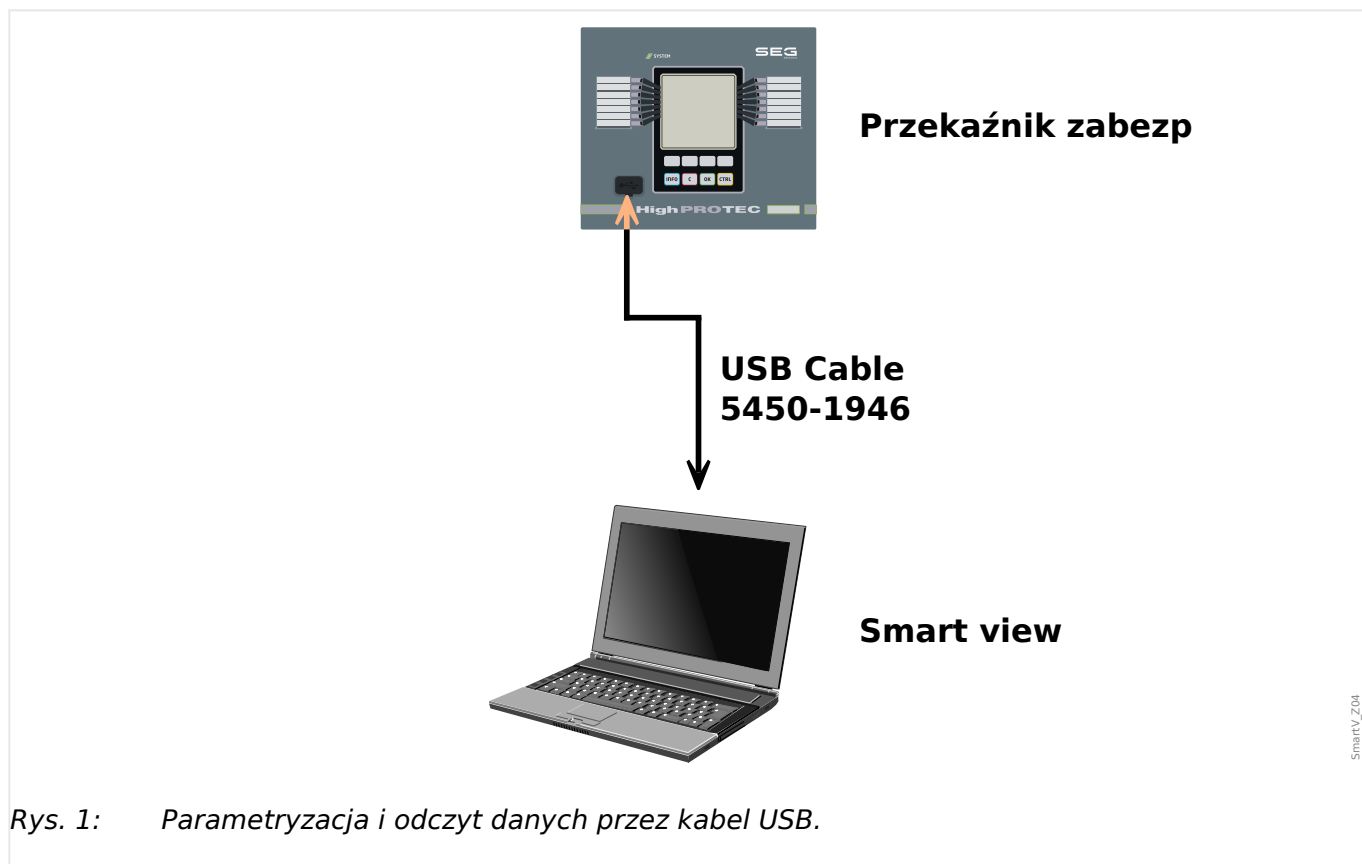 SYSTEM
SEG
Przekaźnik zabezp
INFO C OK CTRL
HighPROTEC
USB Cable
5450-1946
Smart view
SmartV_Z04
Rys. 1: Parametryzacja i odczyt danych przez kabel USB.